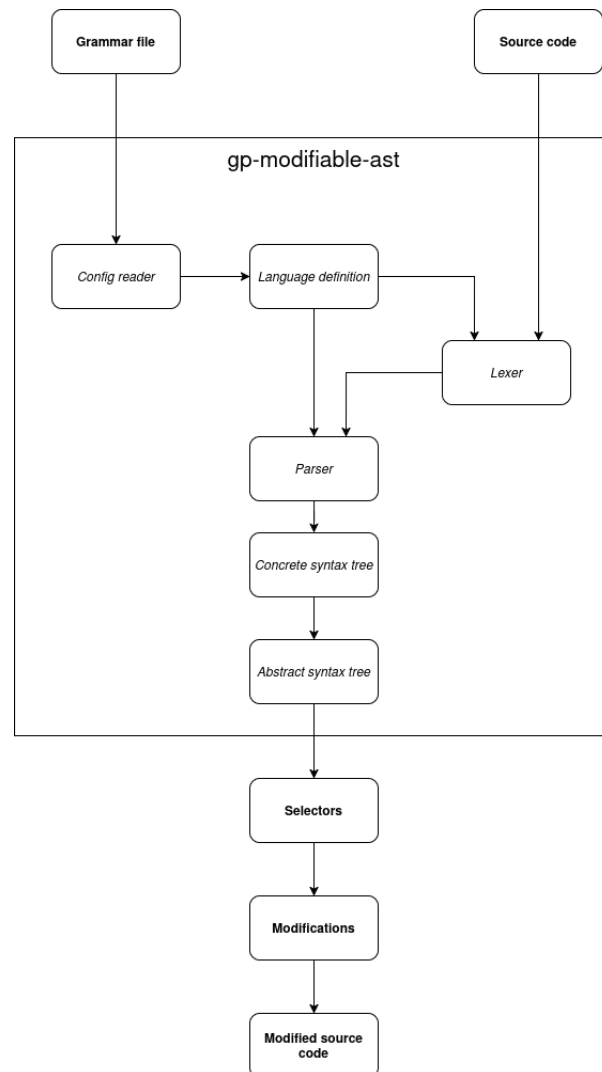 Grammar file
Source code
gp-modifiable-ast
Config reader
Language definition
Lexer
Parser
Concrete syntax tree
Abstract syntax tree
Selectors
Modifications
Modified source
code